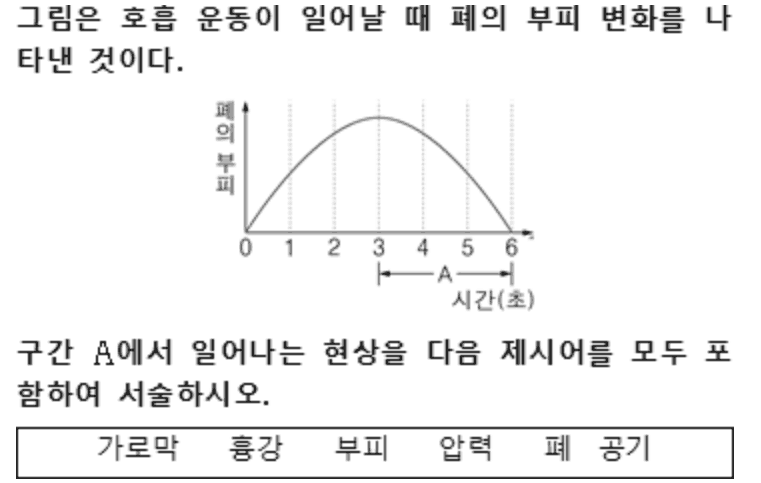 그림은 호흡 운동이 일어날 때 폐의 부피 변화를 나
타낸 것이다.
폐의 부피
0 1 2 3 4 5 6
A
시간(초)
구간 A에서 일어나는 현상을 다음 제시어를 모두 포
함하여 서술하시오.
가로막 흉강 부피 압력 폐 공기